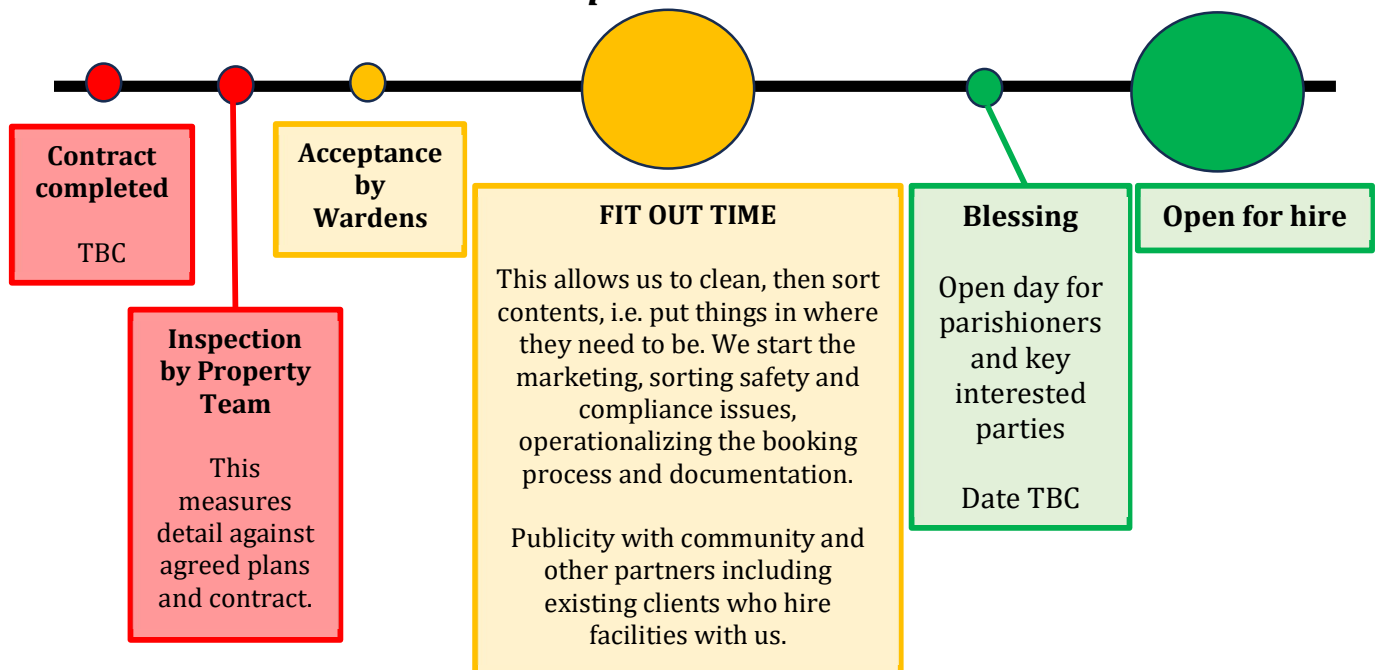 Contract
completed
TBC
Inspection
by Property
Team
This
measures
detail against
agreed plans
and contract.
Acceptance
by
Wardens
FIT OUT TIME
This allows us to clean, then sort
contents, i.e. put things in where
they need to be. We start the
marketing, sorting safety and
compliance issues,
operationalizing the booking
process and documentation.
Publicity with community and
other partners including
existing clients who hire
facilities with us.
Blessing
Open day for
parishioners
and key
interested
parties
Date TBC
Open for hire